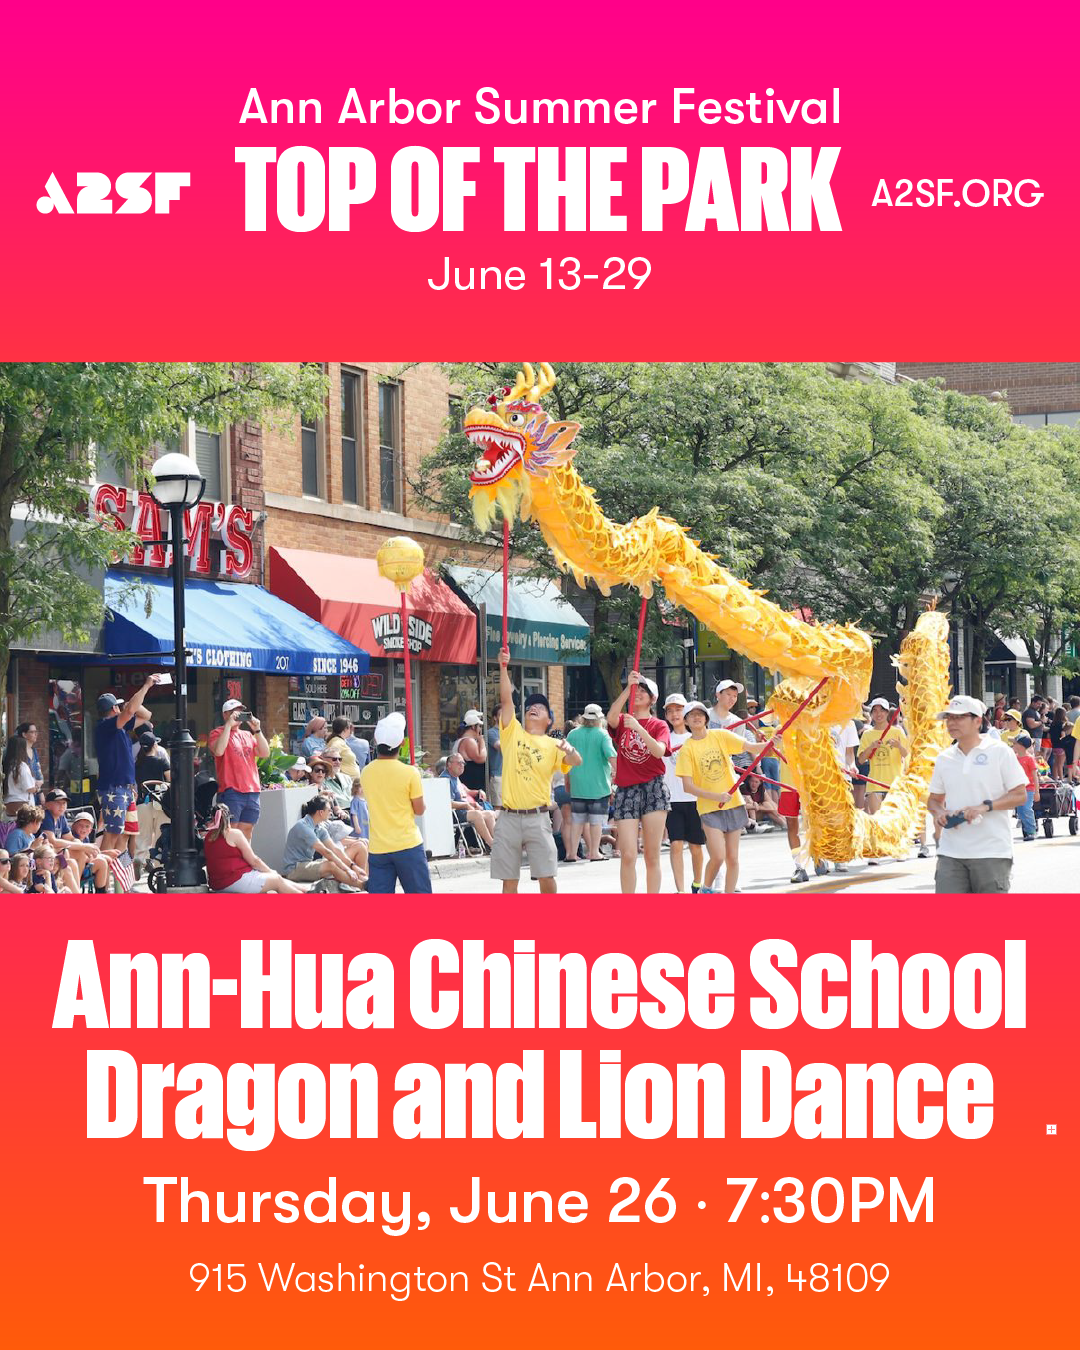 Ann Arbor Summer Festival
A2SF
TOP OF THE PARK
A2SF.ORG
June 13-29
SAM'S
WILD SIDE
SMOKE SHOP
Fine Jewelry & Piercing Services
'S CLOTHING 207 SINCE 1946
Ann-Hua Chinese School
Dragon and Lion Dance
Thursday, June 26 · 7:30PM
915 Washington St Ann Arbor, MI, 48109